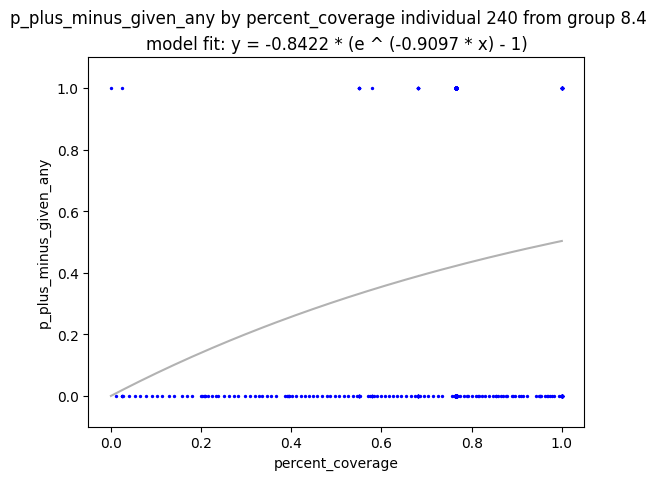 p_plus_minus_given_any by percent_coverage individual 240 from group 8.4
model fit: y = -0.8422 * (e ^ (-0.9097 * x) - 1)
1.0
0.8
0.6
0.4
0.2
0.0
p_plus_minus_given_any
0.0 0.2 0.4 0.6 0.8 1.0
percent_coverage